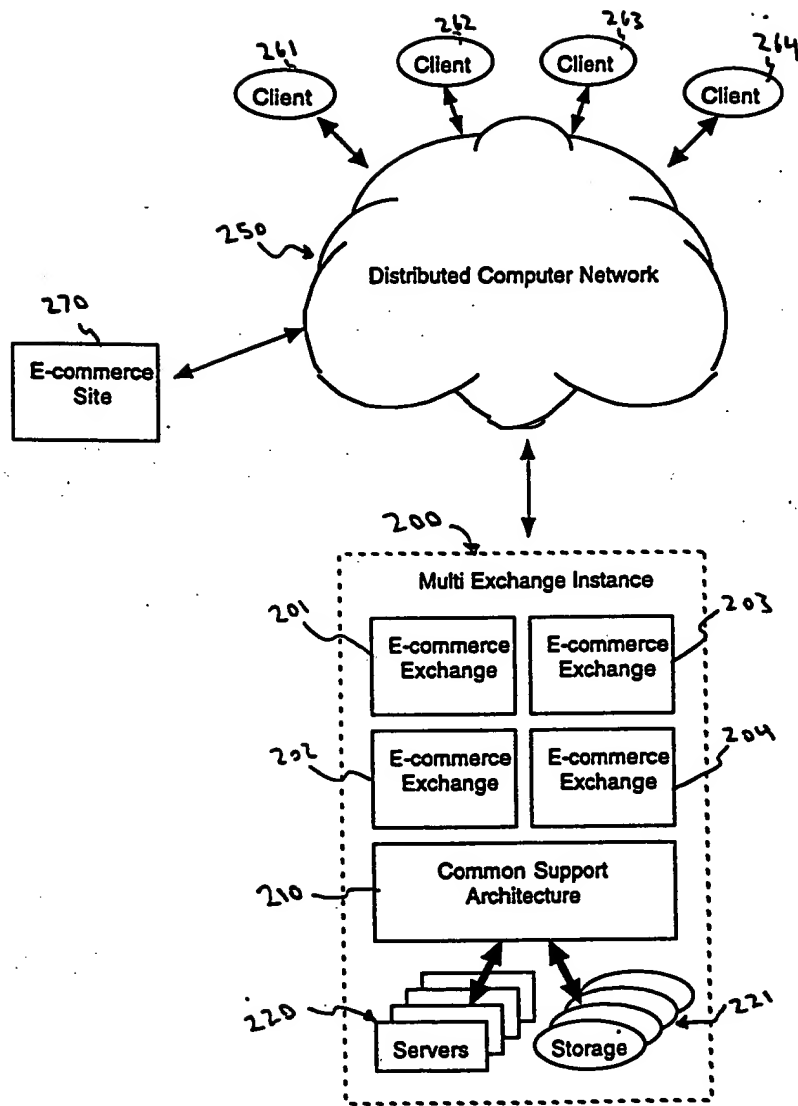 261
262
263
264
Client
Client
Client
Client
250
Distributed Computer Network
270
E-commerce
Site
200
Multi Exchange Instance
201
E-commerce
Exchange
E-commerce
Exchange
203
202
E-commerce
Exchange
E-commerce
Exchange
204
210
Common Support
Architecture
220
Servers
Storage
221